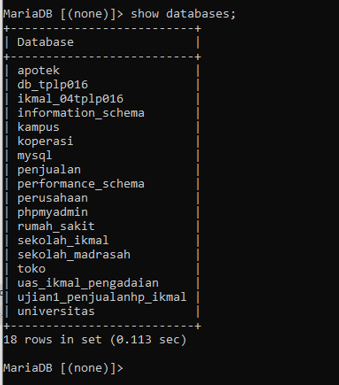 MariaDB [(none)]> show databases;
+--------------------------+
| Database                 |
+--------------------------+
| apotek                   |
| db_tplp016               |
| ikmal_04tplp016          |
| information_schema       |
| kampus                   |
| koperasi                 |
| mysql                    |
| penjualan                |
| performance_schema       |
| perusahaan               |
| phpmyadmin               |
| rumah_sakit              |
| sekolah_ikmal            |
| sekolah_madrasah         |
| toko                     |
| uas_ikmal_pengadaian     |
| ujian1_penjualanhp_ikmal |
| universitas              |
+--------------------------+
18 rows in set (0.113 sec)
MariaDB [(none)]>